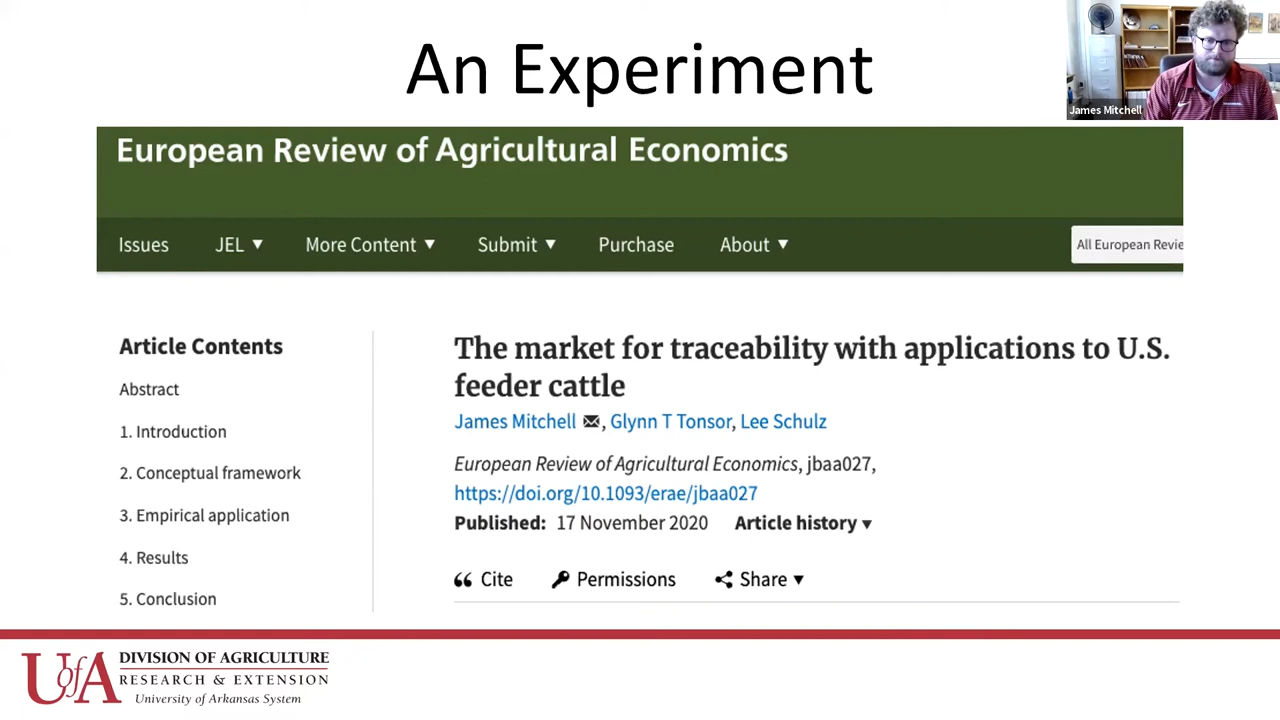 An Experiment
James Mitchell
European Review of Agricultural Economics
Issues JEL ▼ More Content ▼ Submit ▼ Purchase About ▼ All European Revie
Article Contents
Abstract
1. Introduction
2. Conceptual framework
3. Empirical application
4. Results
5. Conclusion
The market for traceability with applications to U.S.
feeder cattle
James Mitchell ✉, Glynn T Tonsor, Lee Schulz
European Review of Agricultural Economics, jbaa027,
https://doi.org/10.1093/erae/jbaa027
Published: 17 November 2020 Article history ▾
Cite Permissions Share ▼
UofA
DIVISION OF AGRICULTURE
RESEARCH & EXTENSION
University of Arkansas System